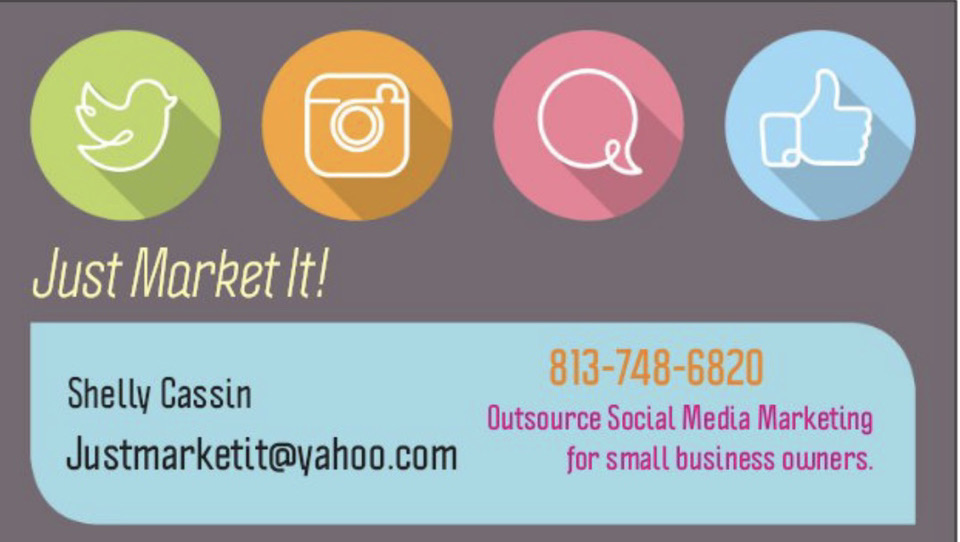 Just Market It!
Shelly Cassin
Justmarketit@yahoo.com
813-748-6820
Outsource Social Media Marketing
for small business owners.